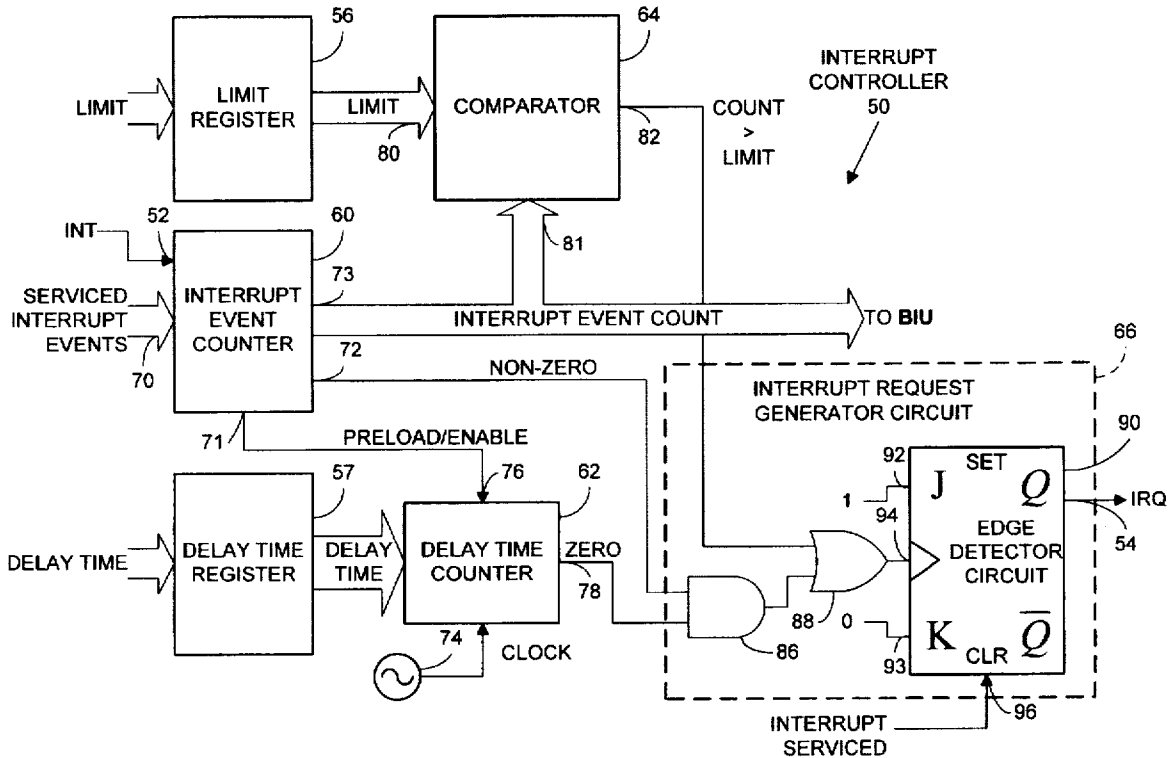 56
64
LIMIT
LIMIT
REGISTER
LIMIT
80
COMPARATOR
82
COUNT
>
LIMIT
INTERRUPT
CONTROLLER
50
INT
52
60
73
81
SERVICED
INTERRUPT
EVENTS
70
INTERRUPT
EVENT
COUNTER
INTERRUPT EVENT COUNT
TO BIU
72
NON-ZERO
66
71
PRELOAD/ENABLE
INTERRUPT REQUEST
GENERATOR CIRCUIT
57
76
62
90
92
SET
J
Q
1
94
IRQ
54
DELAY TIME
DELAY TIME
REGISTER
DELAY
TIME
DELAY TIME
COUNTER
ZERO
78
EDGE
DETECTOR
CIRCUIT
88
86
0
93
K
CLR
Q
74
CLOCK
96
INTERRUPT
SERVICED